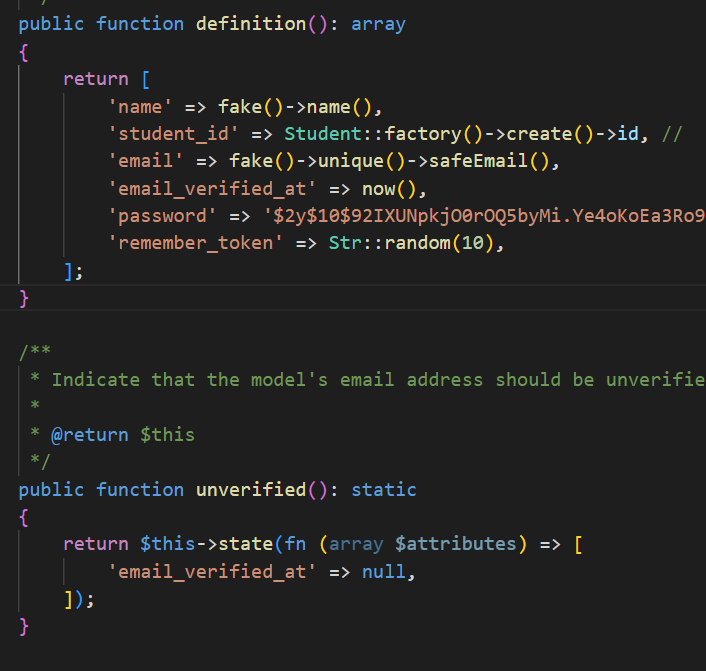 */
public function definition(): array
{
    return [
        'name' => fake()->name(),
        'student_id' => Student::factory()->create()->id, //
        'email' => fake()->unique()->safeEmail(),
        'email_verified_at' => now(),
        'password' => '$2y$10$92IXUNpkjO0rOQ5byMi.Ye4oKoEa3Ro9
        'remember_token' => Str::random(10),
    ];
}
/**
 * Indicate that the model's email address should be unverifie
 *
 * @return $this
 */
public function unverified(): static
{
    return $this->state(fn (array $attributes) => [
        'email_verified_at' => null,
    ]);
}